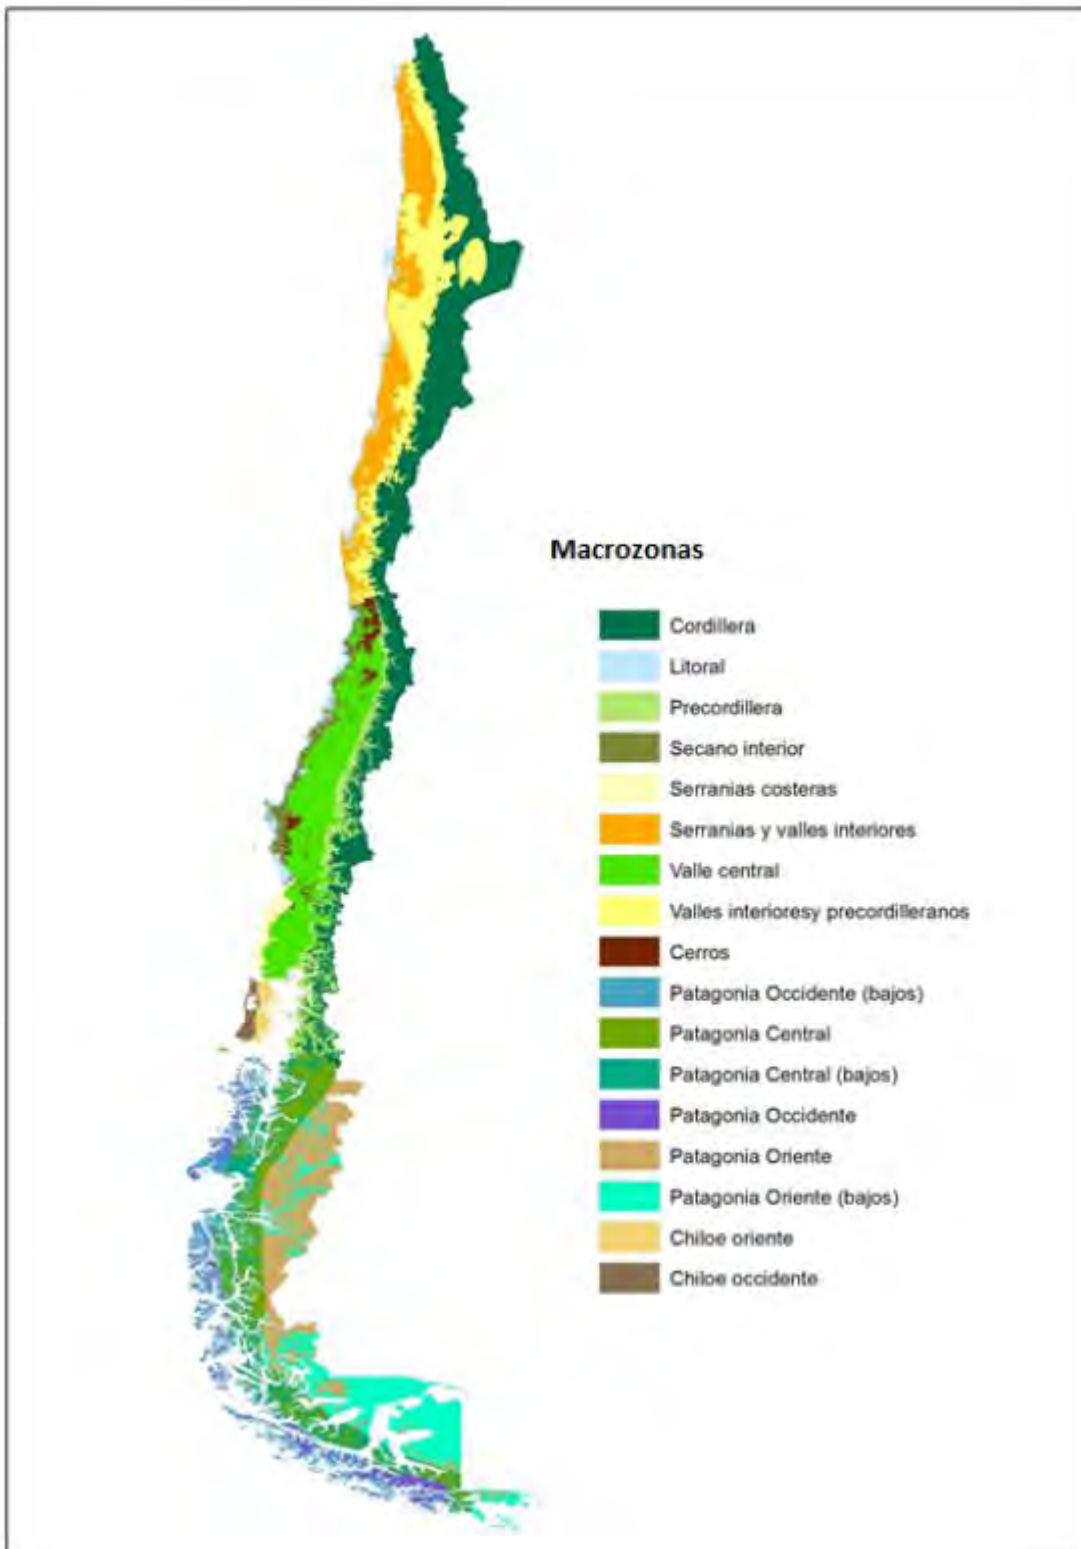 Macrozonas
Cordillera
Litoral
Precordillera
Secano interior
Serranias costeras
Serranias y valles interiores
Valle central
Valles interioresy precordilleranos
Cerros
Patagonia Occidente (bajos)
Patagonia Central
Patagonia Central (bajos)
Patagonia Occidente
Patagonia Oriente
Patagonia Oriente (bajos)
Chiloe oriente
Chiloe occidente